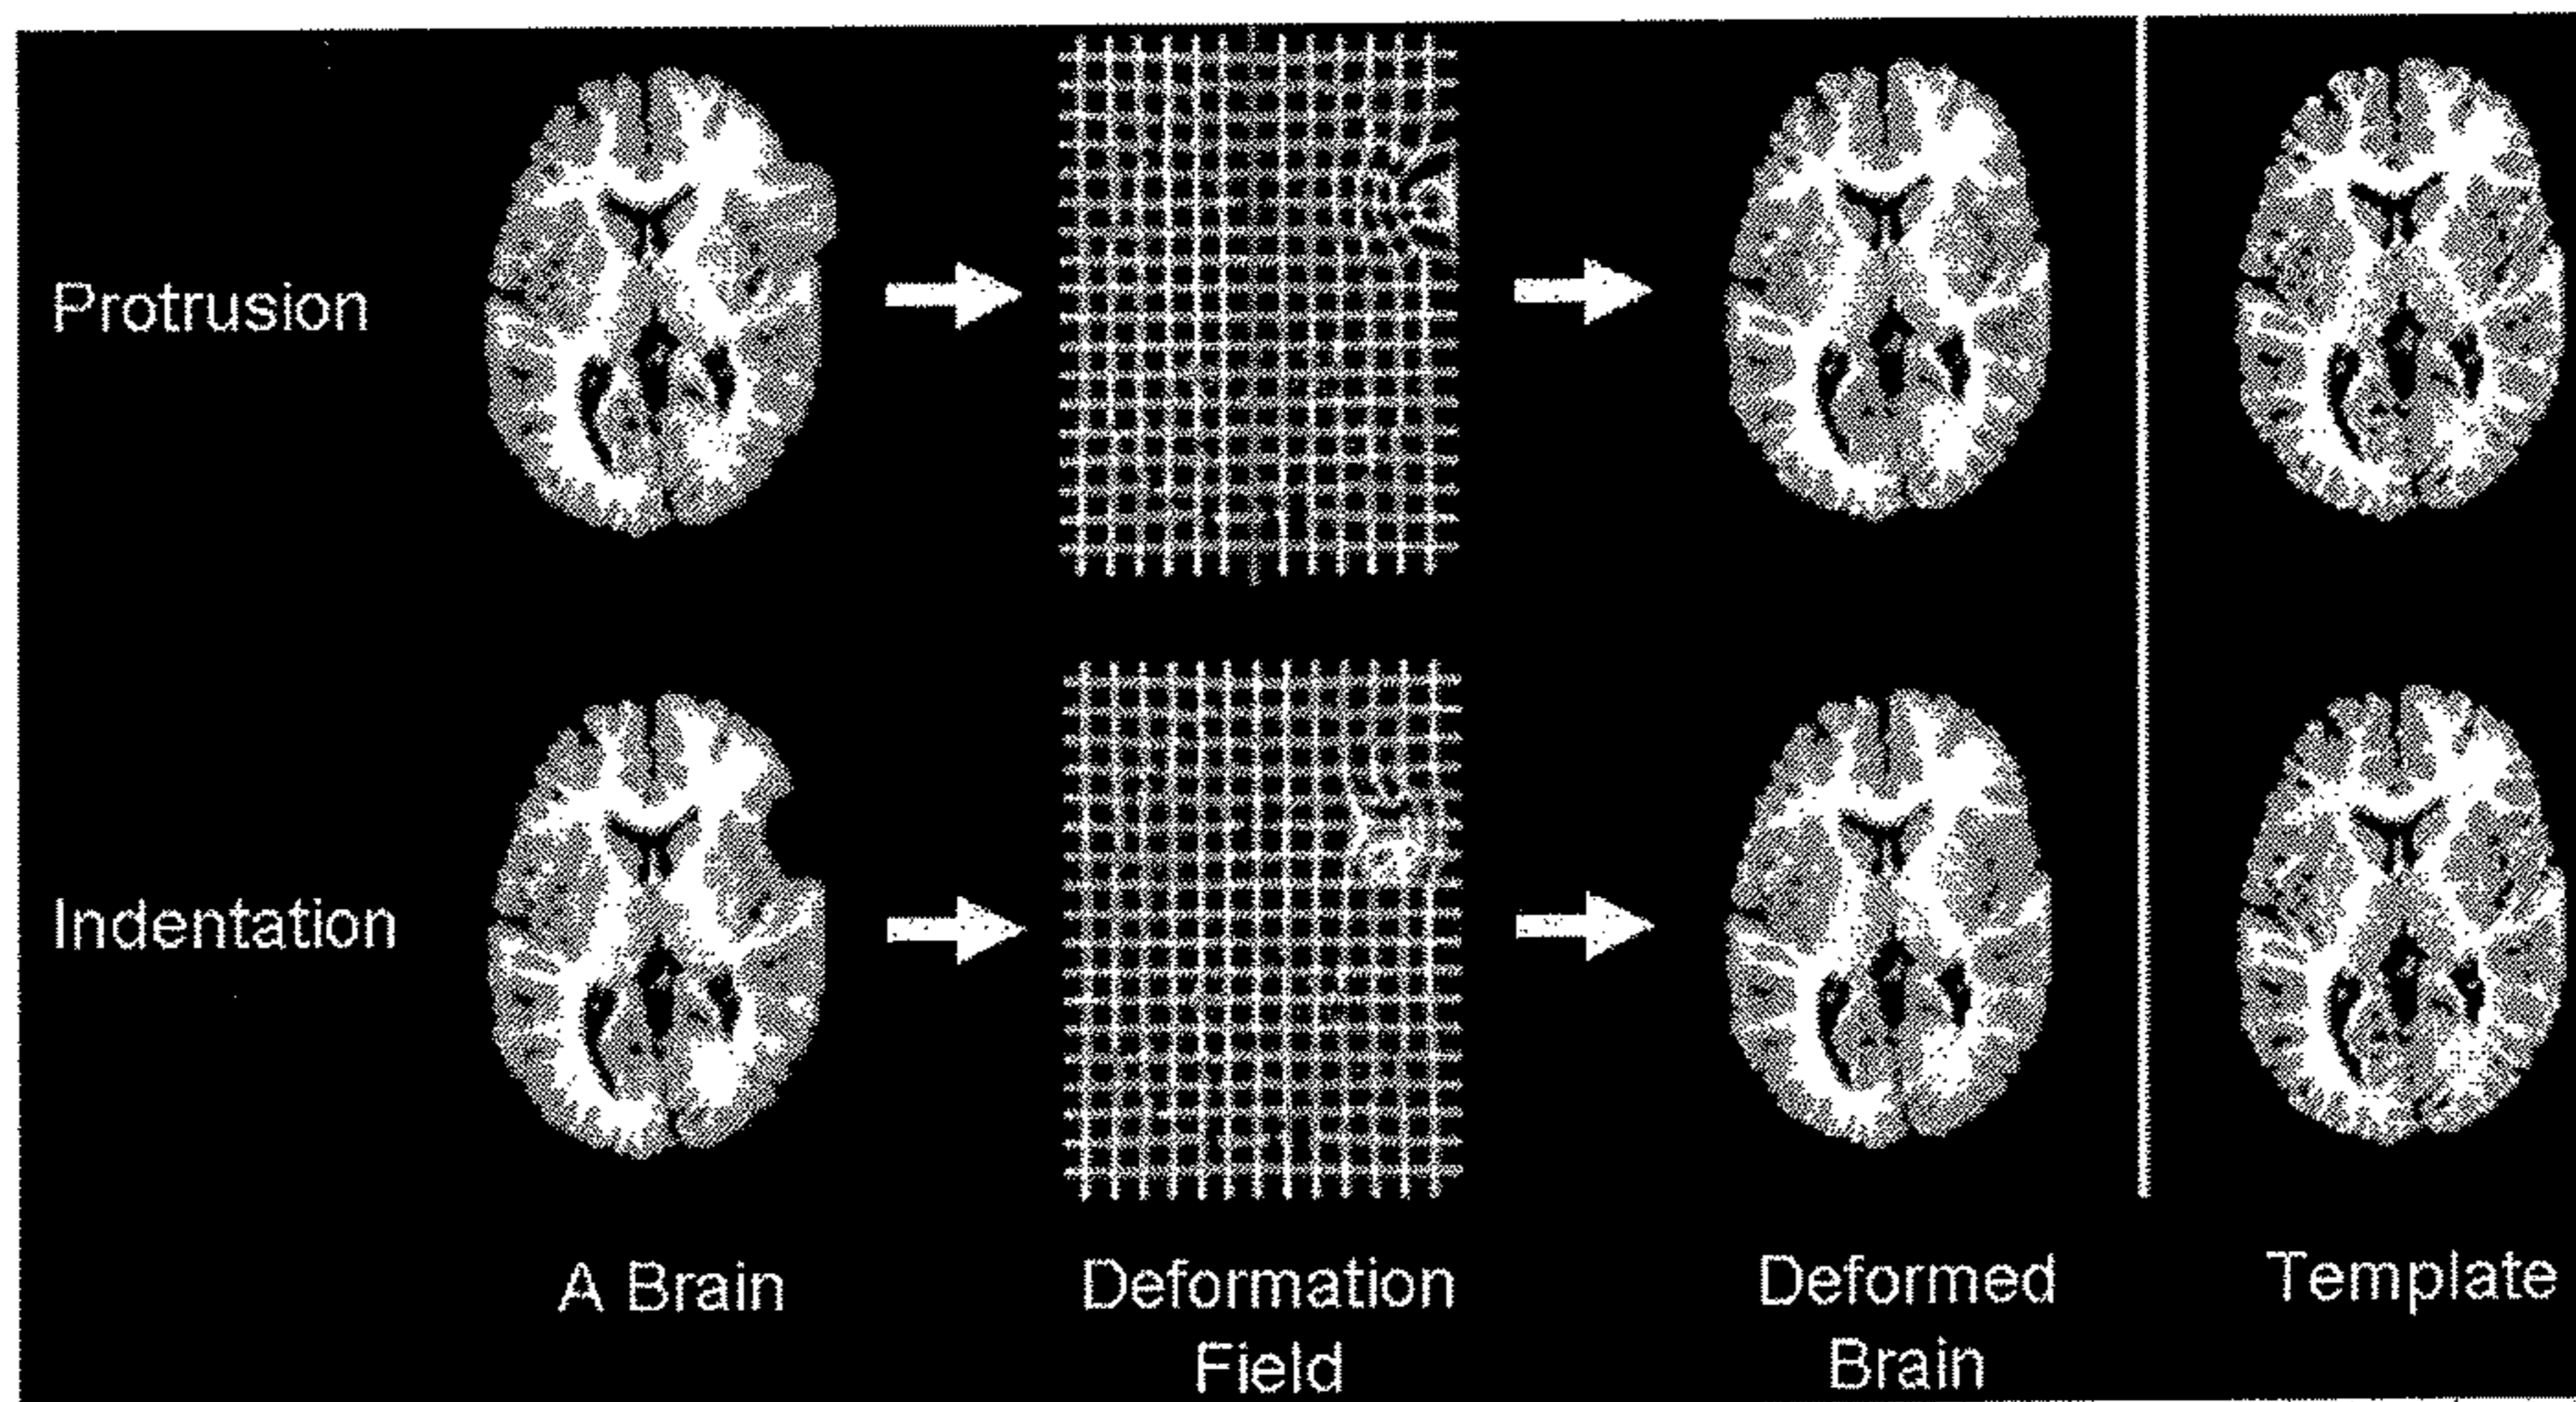 Protrusion
Indentation
A Brain
Deformation
Field
Deformed
Brain
Template